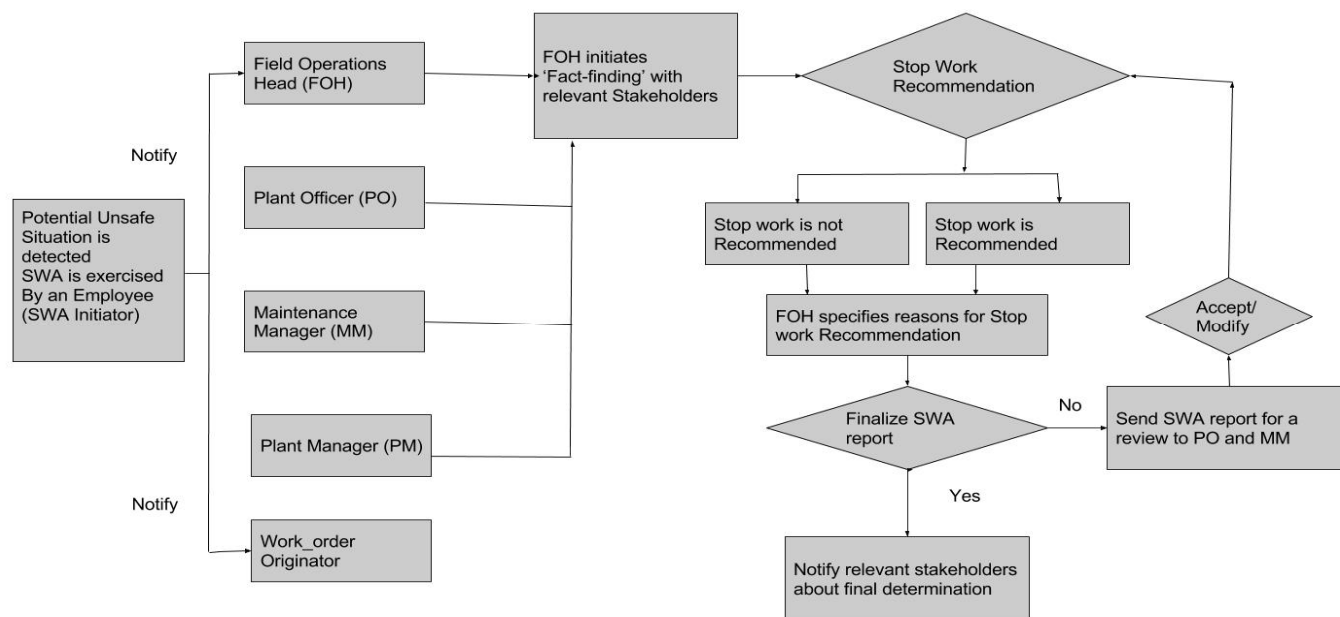 Potential Unsafe
Situation is
detected
SWA is exercised
By an Employee
(SWA Initiator)
Notify
Notify
Field Operations
Head (FOH)
Plant Officer (PO)
Maintenance
Manager (MM)
Plant Manager (PM)
Work_order
Originator
FOH initiates
‘Fact-finding’ with
relevant Stakeholders
Stop Work
Recommendation
Stop work is not
Recommended
Stop work is
Recommended
FOH specifies reasons for Stop
work Recommendation
Finalize SWA
report
No
Yes
Send SWA report for a
review to PO and MM
Accept/
Modify
Notify relevant stakeholders
about final determination